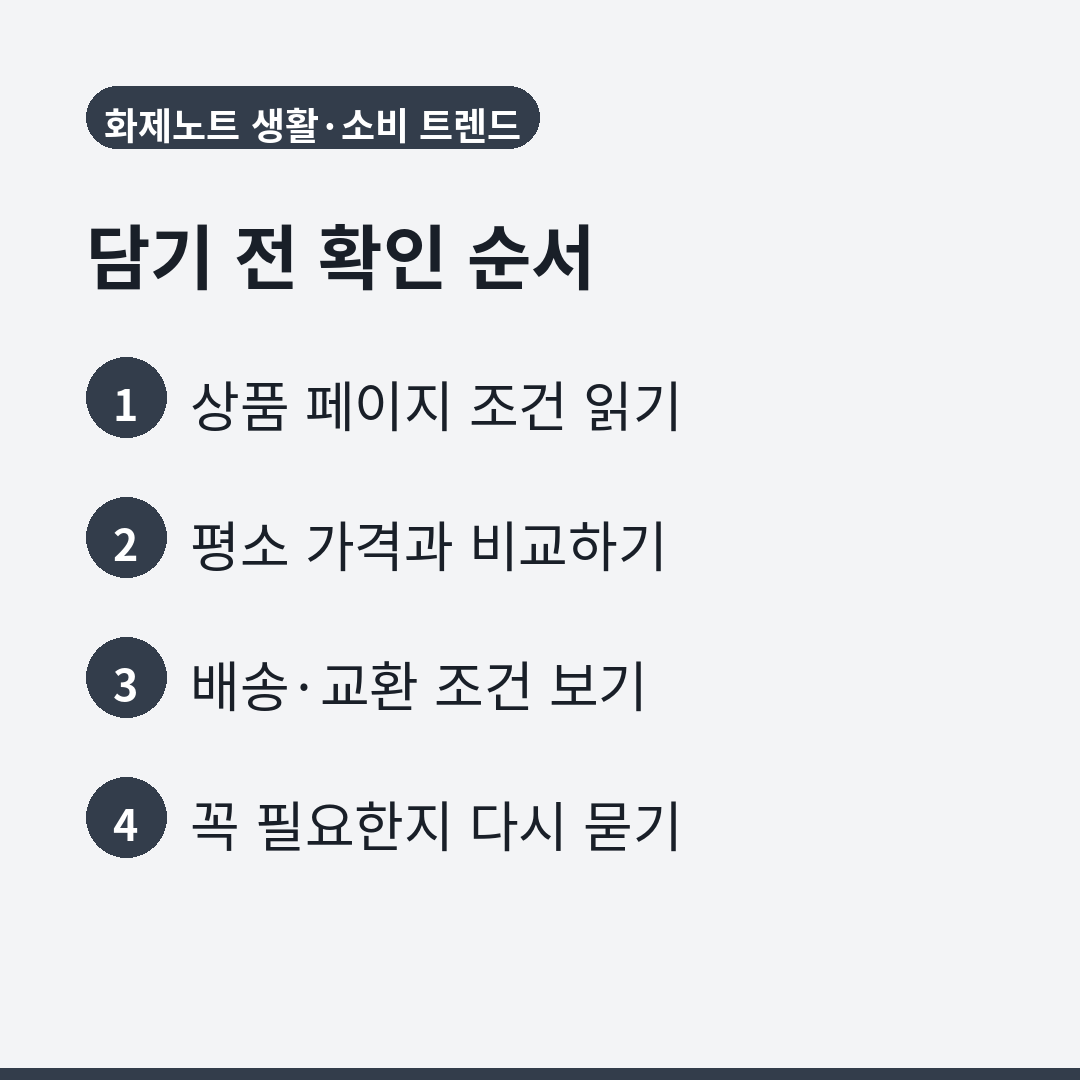 화제노트 생활·소비 트렌드
담기 전 확인 순서
1 상품 페이지 조건 읽기
2 평소 가격과 비교하기
3 배송·교환 조건 보기
4 꼭 필요한지 다시 묻기